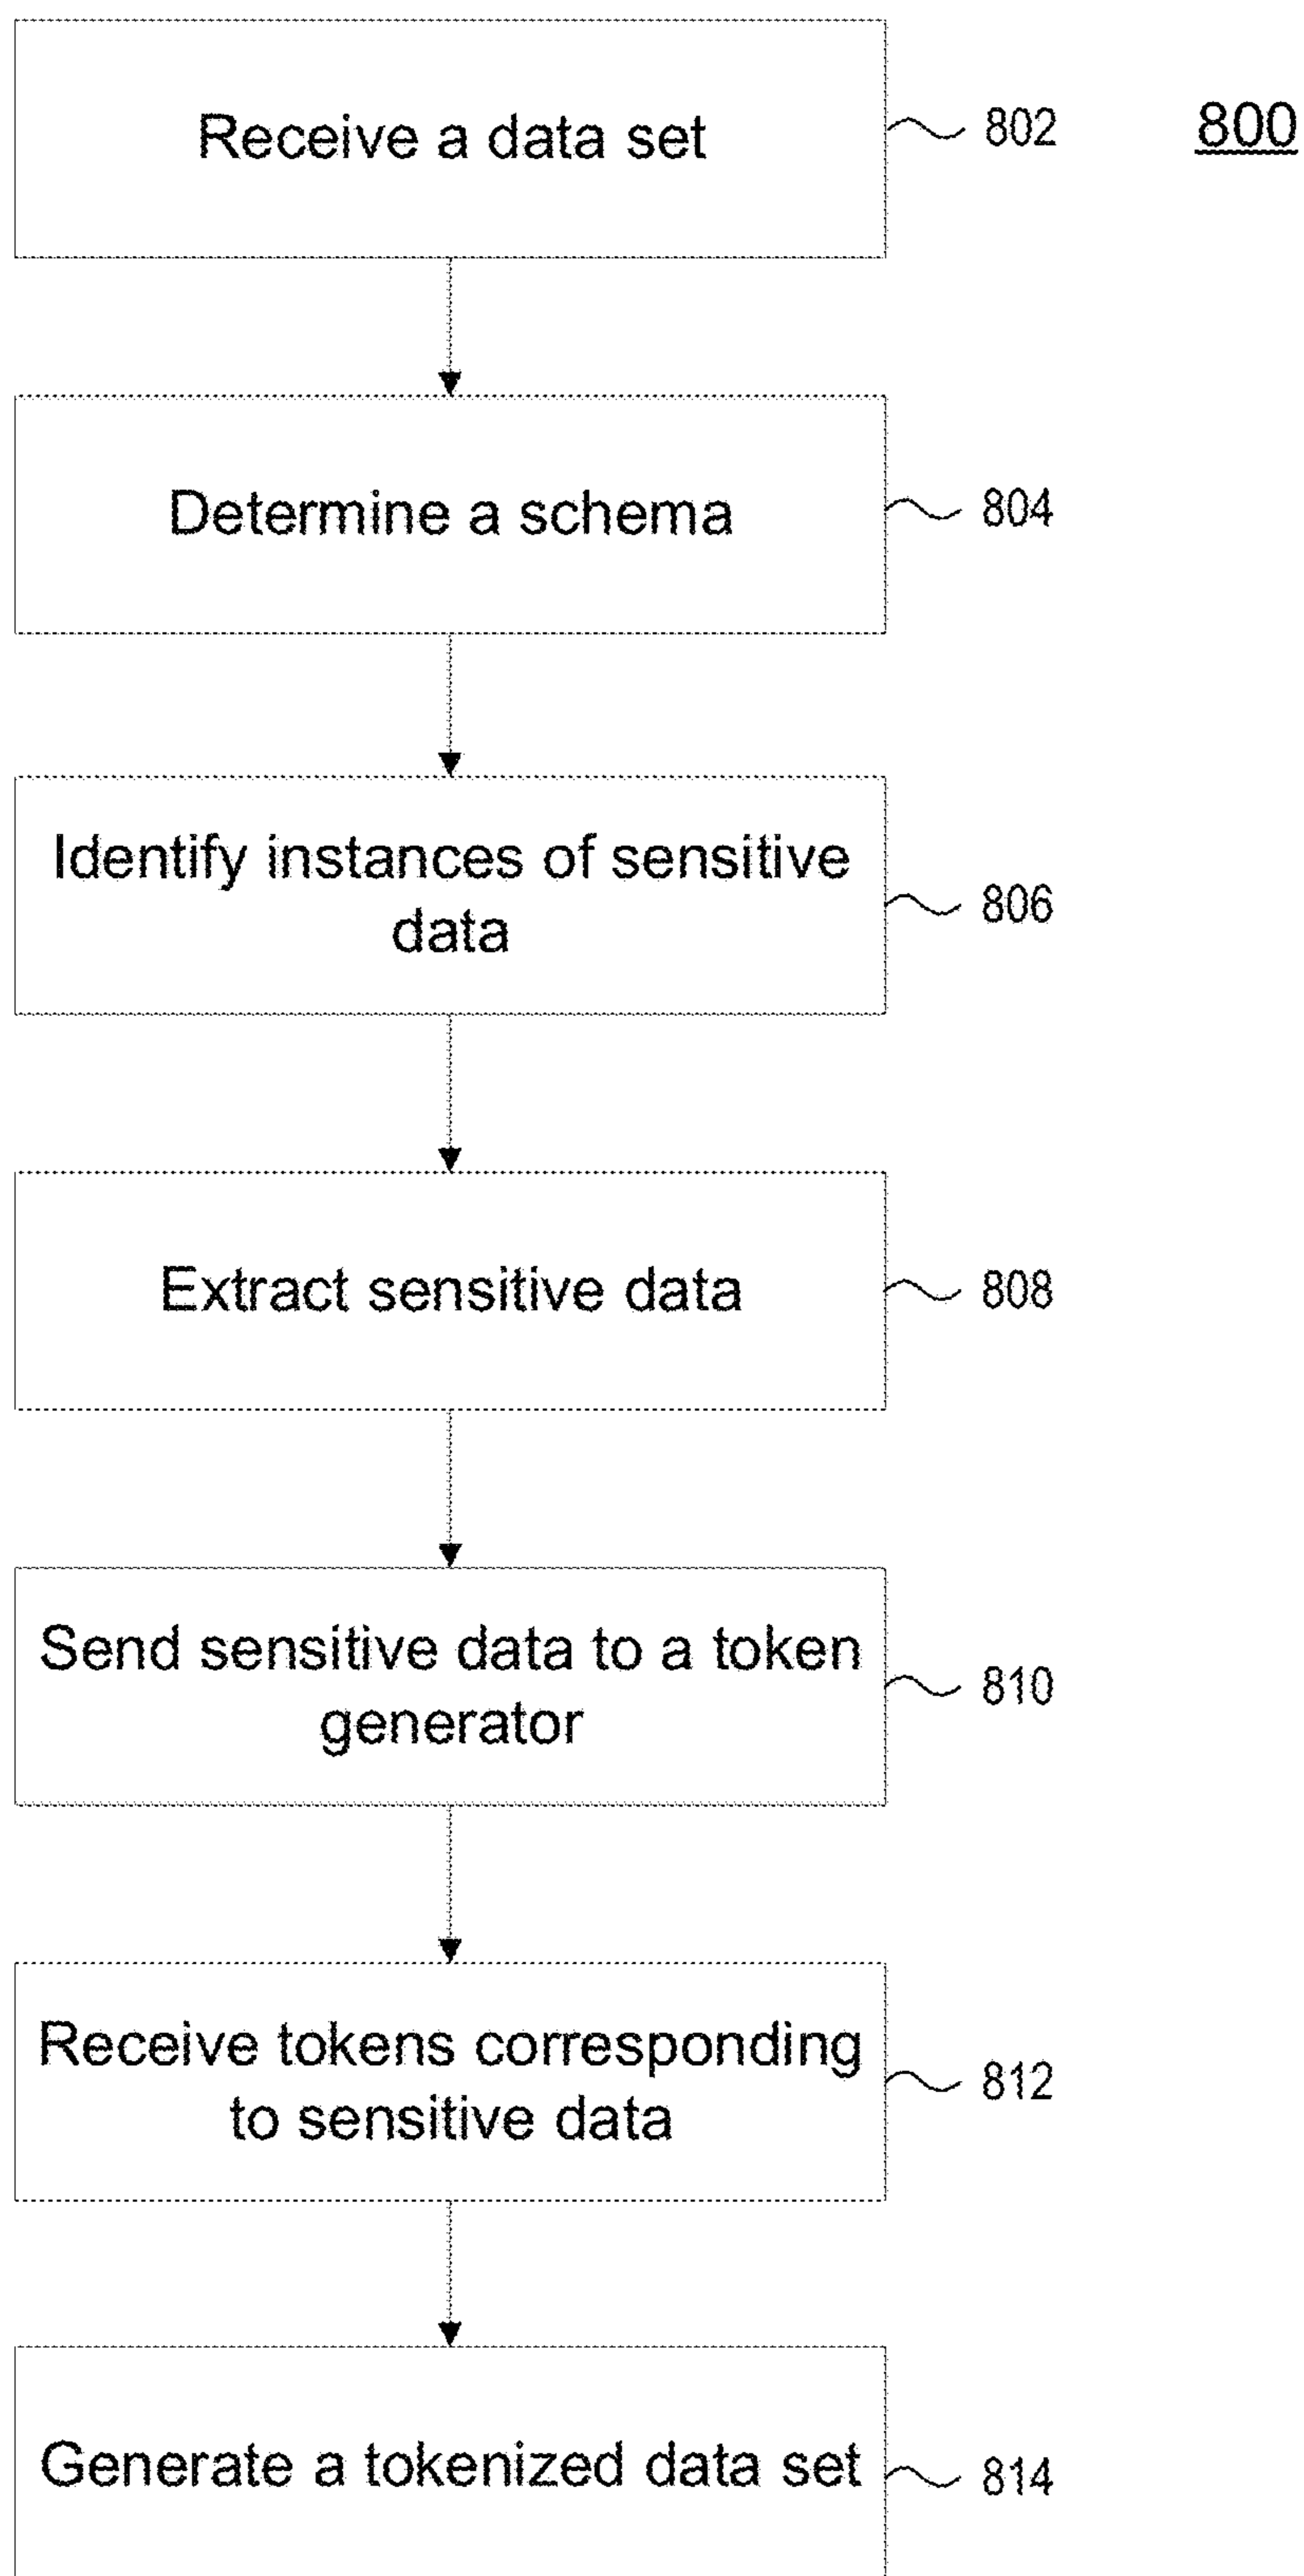 Receive a data set
802
800
Determine a schema
804
Identify instances of sensitive
data
806
Extract sensitive data
808
Send sensitive data to a token
generator
810
Receive tokens corresponding
to sensitive data
812
Generate a tokenized data set
814